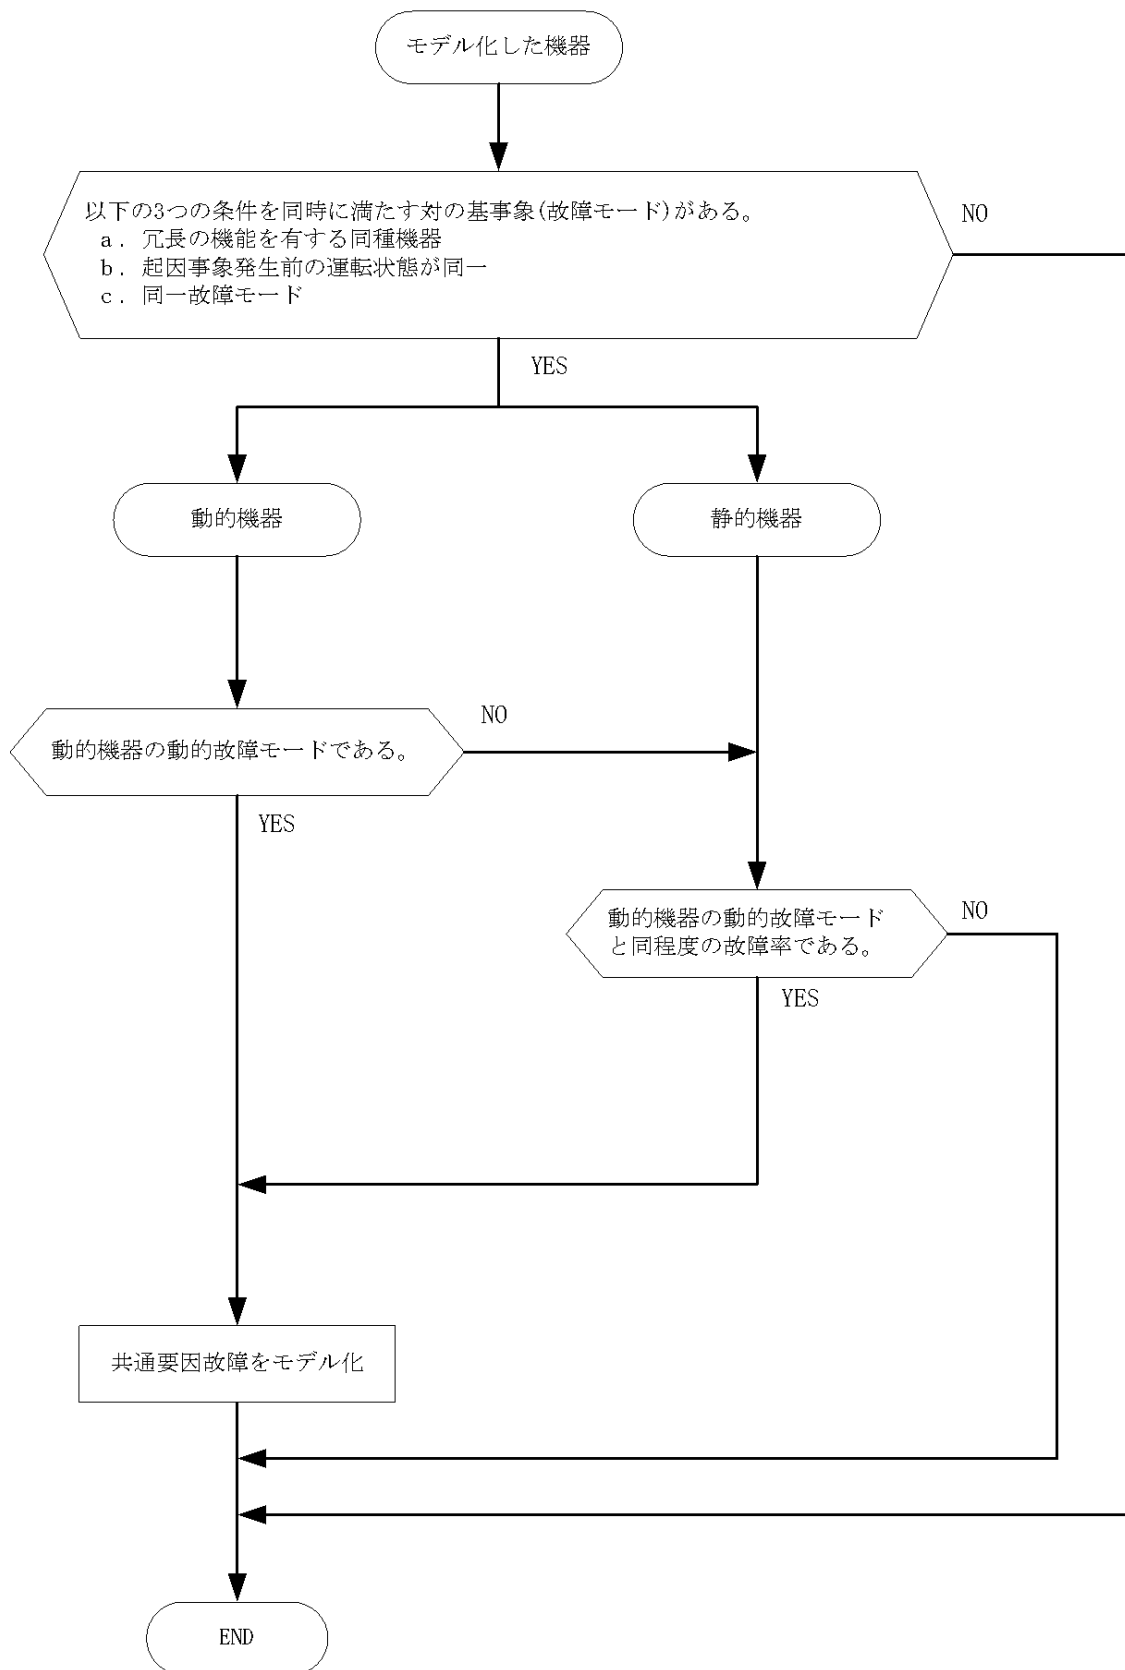 モデル化した機器
以下の3つの条件を同時に満たす対の基事象(故障モード)がある。
a. 冗長の機能を有する同種機器
b. 起因事象発生前の運転状態が同一
c. 同一故障モード
NO
YES
動的機器
静的機器
動的機器の動的故障モードである。
NO
YES
動的機器の動的故障モード
と同程度の故障率である。
NO
YES
共通要因故障をモデル化
END